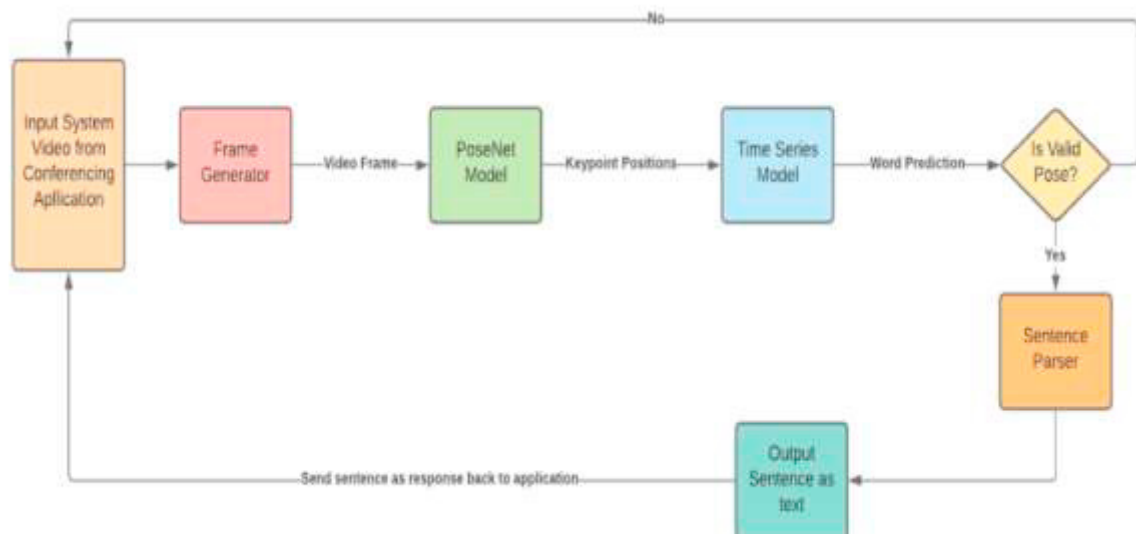 No
Input System
Video from
Conferencing
Apllication
Frame
Generator
Video Frame
PoseNet
Model
Keypoint Positions
Time Series
Model
Word Prediction
Is Valid
Pose?
Yes
Sentence
Parser
Output
Sentence as
text
Send sentence as response back to application